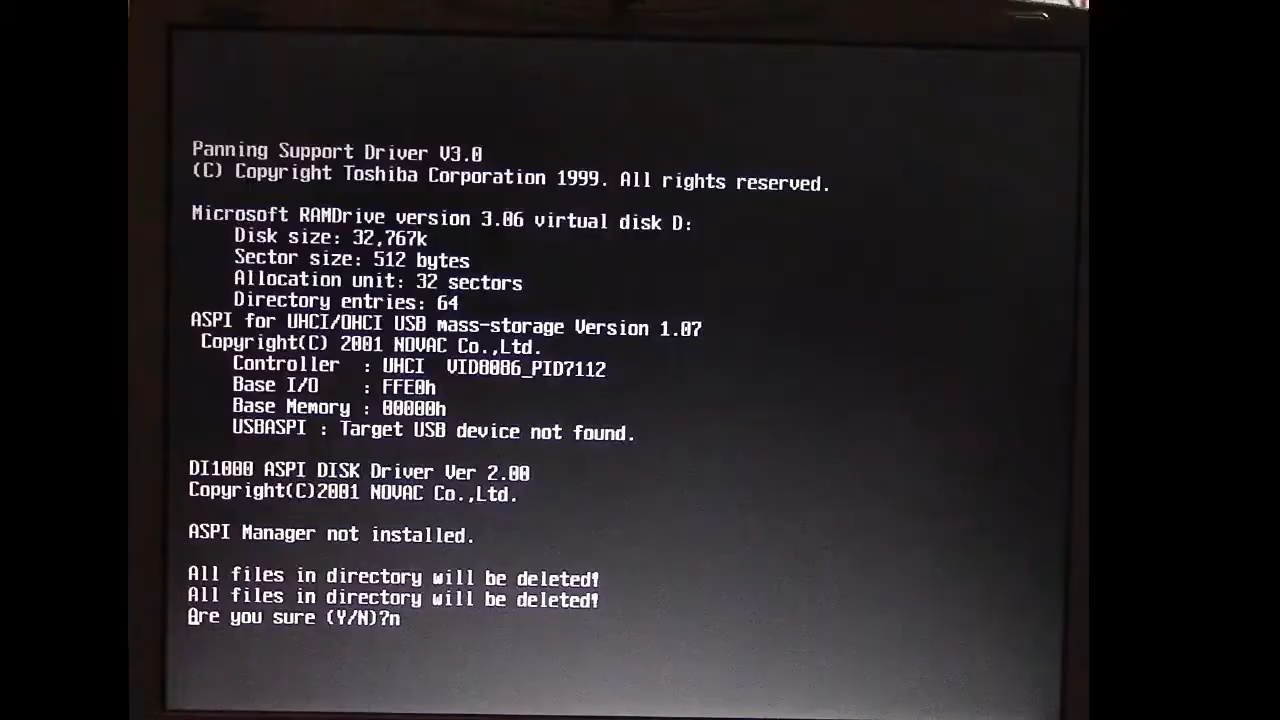 Panning Support Driver V3.0
(C) Copyright Toshiba Corporation 1999. All rights reserved.
Microsoft RAMDrive version 3.06 virtual disk D:
Disk size: 32,767k
Sector size: 512 bytes
Allocation unit: 32 sectors
Directory entries: 64
ASPI for UHCI/OHCI USB mass-storage Version 1.07
Copyright(C) 2001 NOVAC Co.,Ltd.
Controller : UHCI VID8086_PID7112
Base I/O : FFE0h
Base Memory : 00000h
USBASPI : Target USB device not found.
DI1000 ASPI DISK Driver Ver 2.00
Copyright(C)2001 NOVAC Co.,Ltd.
ASPI Manager not installed.
All files in directory will be deleted!
All files in directory will be deleted!
Are you sure (Y/N)?n